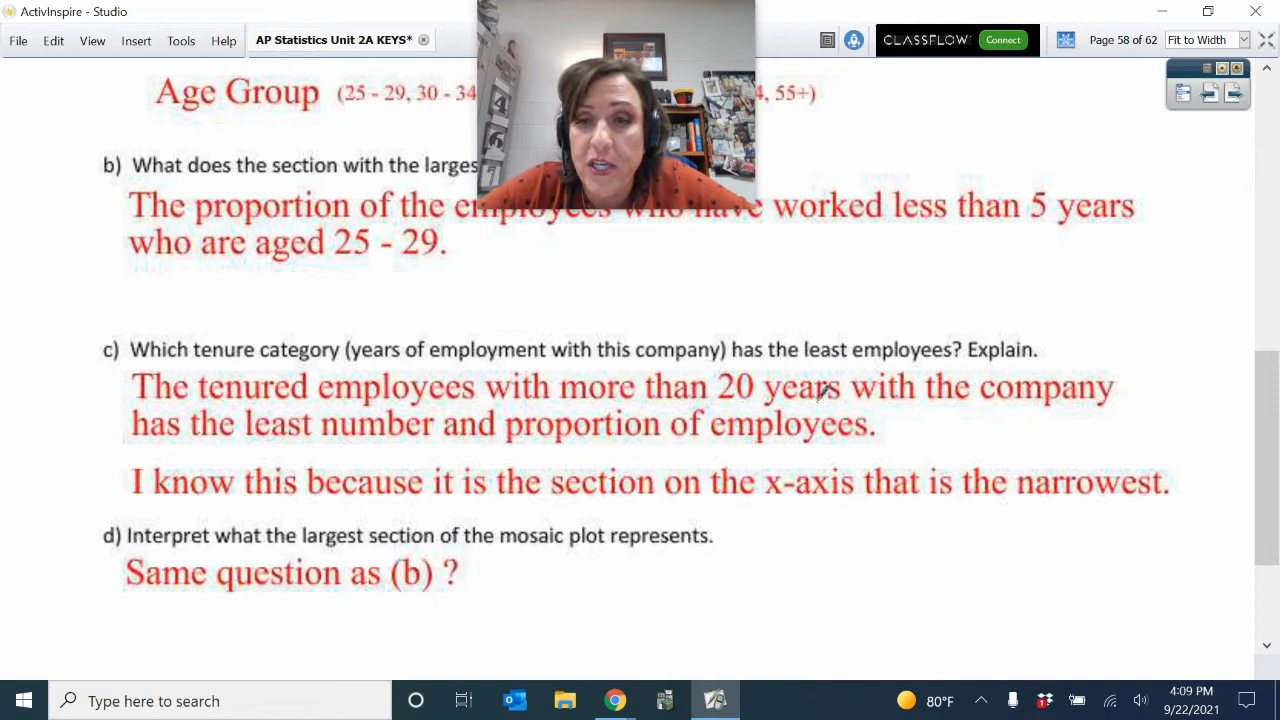 ActivInspire - Studio
File Edit View Insert Tools Help AP Statistics Unit 2A KEYS* CLASSFLOW Connect Page 58 of 62 Fit to Width
Age Group (25 - 29, 30 - 34 4, 55+)
b) What does the section with the larges
The proportion of the employees who have worked less than 5 years
who are aged 25 - 29.
c) Which tenure category (years of employment with this company) has the least employees? Explain.
The tenured employees with more than 20 years with the company
has the least number and proportion of employees.
I know this because it is the section on the x-axis that is the narrowest.
d) Interpret what the largest section of the mosaic plot represents.
Same question as (b) ?
Type here to search 80°F 4:09 PM
9/22/2021